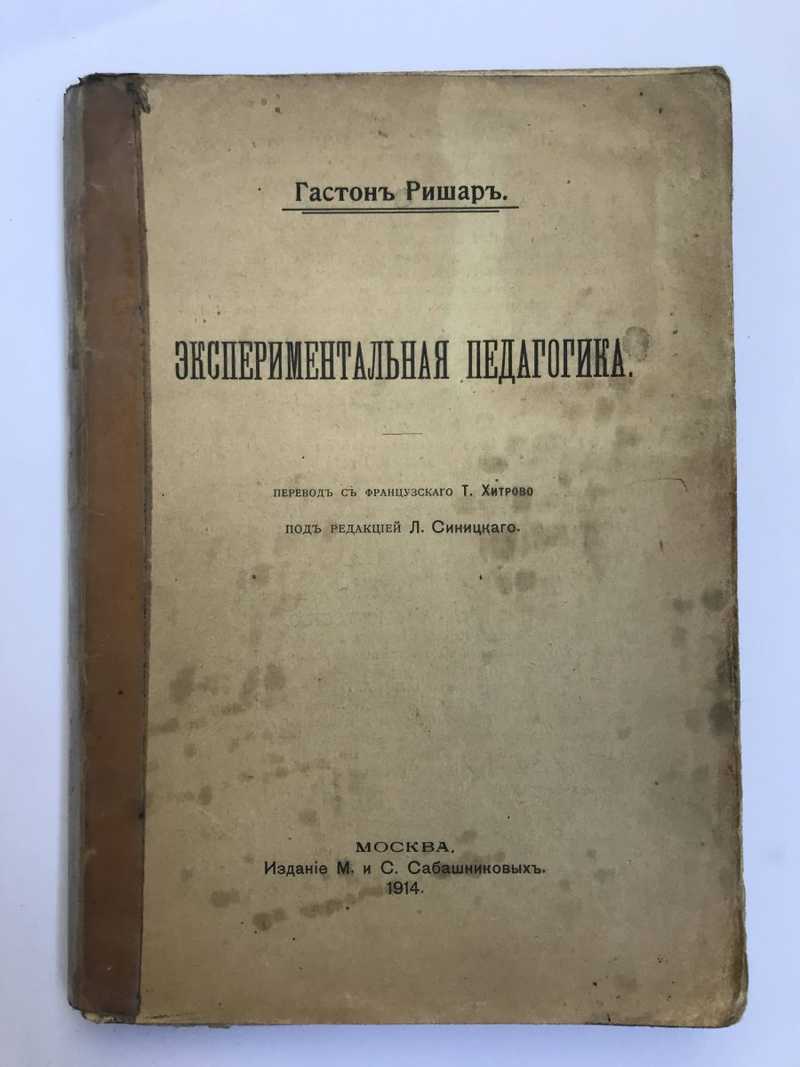 Гастонъ Ришаръ.
ЭКСПЕРИМЕНТАЛЬНАЯ ПЕДАГОГИКА.
ПЕРЕВОДЪ СЪ ФРАНЦУЗСКАГО Т. Хитрово
ПОДЪ РЕДАКЦІЕЙ Л. Синицкаго.
МОСКВА.
Изданіе М. и С. Сабашниковыхъ.
1914.